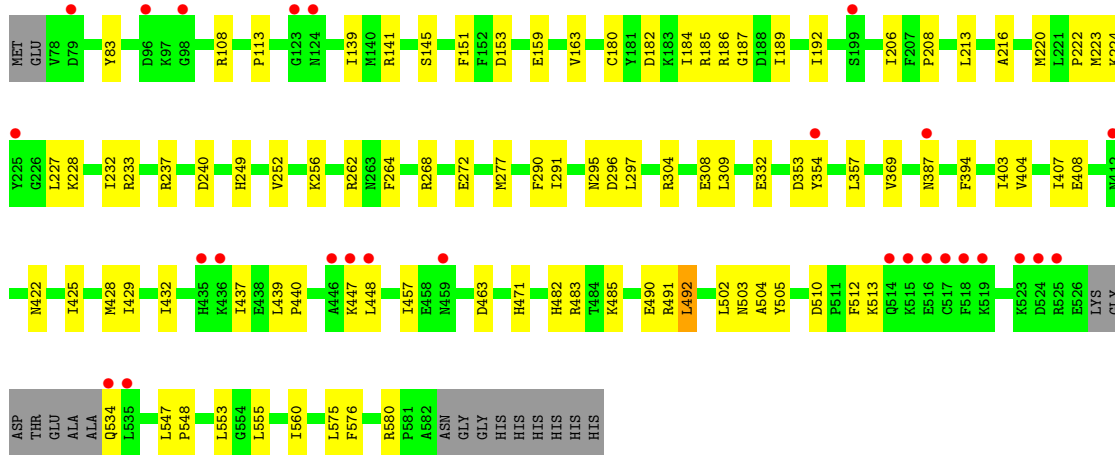 MET GLU V78 D79 D96 K97 G98 Y83 R108 P113 G123 N124 I139 M140 R141 S145 F151 F152 D153 E159 V163 C180 Y181 D182 K183 I184 R185 R186 G187 D188 I189 I192 S199 I206 F207 P208 L213 A216 M220 L221 P222 M223 K224
Y225 G226 L227 K228 I232 R233 R237 D240 H249 V252 K256 R262 N263 F264 R268 E272 M277 F290 I291 N295 D296 L297 R304 E308 L309 E332 D353 Y354 L357 V369 N387 F394 I403 V404 I407 E408
N422 I425 M428 I429 I432 H435 K436 I437 E438 L439 P440 A446 K447 L448 I457 E458 N459 D463 H471 H482 R483 T484 K485 E490 R491 L492 L502 N503 A504 Y505 D510 P511 F512 K513 Q514 K515 E516 C517 F518 K519 K523 D524 R525 E526 LYS GLY
ASP THR GLU ALA ALA Q534 L535 L547 P548 L553 G554 L555 I560 L575 F576 R580 P581 A582 ASN GLY GLY HIS HIS HIS HIS HIS HIS